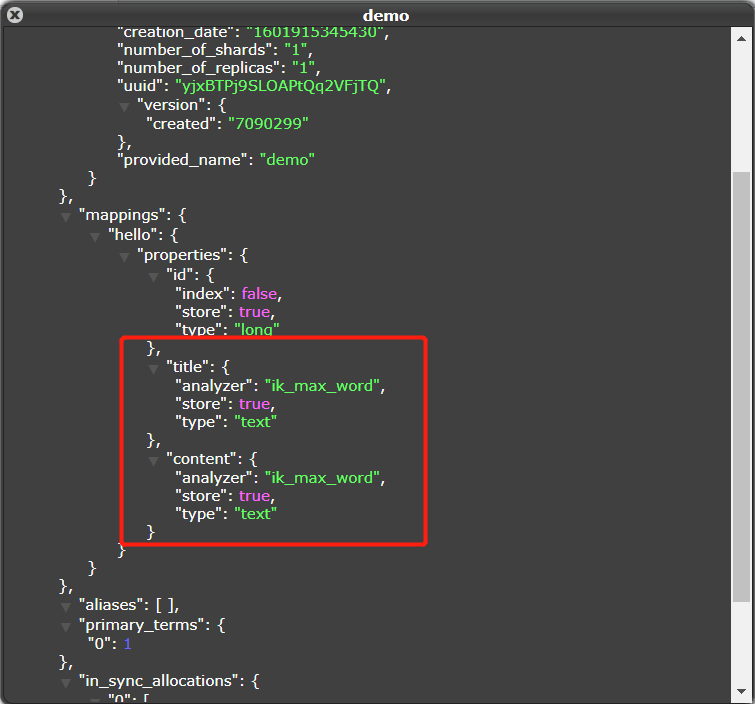 demo
"creation_date": "1601915345430",
"number_of_shards": "1",
"number_of_replicas": "1",
"uuid": "yjxBTPj9SLOAPtQq2VFjTQ",
"version": {
"created": "7090299"
},
"provided_name": "demo"
}
},
"mappings": {
"hello": {
"properties": {
"id": {
"index": false,
"store": true,
"type": "long"
},
"title": {
"analyzer": "ik_max_word",
"store": true,
"type": "text"
},
"content": {
"analyzer": "ik_max_word",
"store": true,
"type": "text"
}
}
}
},
"aliases": [ ],
"primary_terms": {
"0": 1
},
"in_sync_allocations": {
"0": [